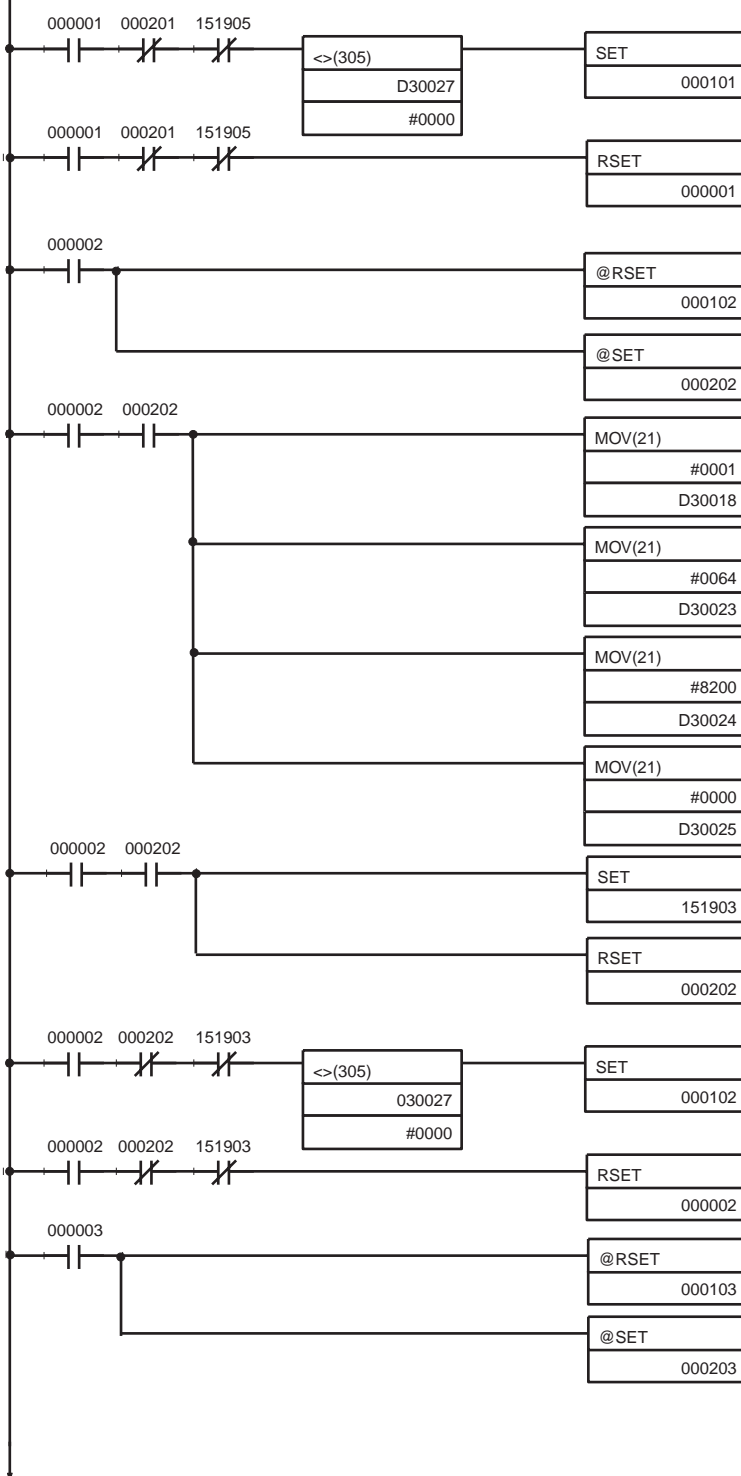 000001 000201 151905
<>(305)
D30027
#0000
SET
000101
000001 000201 151905
RSET
000001
000002
@RSET
000102
@SET
000202
000002 000202
MOV(21)
#0001
D30018
MOV(21)
#0064
D30023
MOV(21)
#8200
D30024
MOV(21)
#0000
D30025
000002 000202
SET
151903
RSET
000202
000002 000202 151903
<>(305)
030027
#0000
SET
000102
000002 000202 151903
RSET
000002
000003
@RSET
000103
@SET
000203